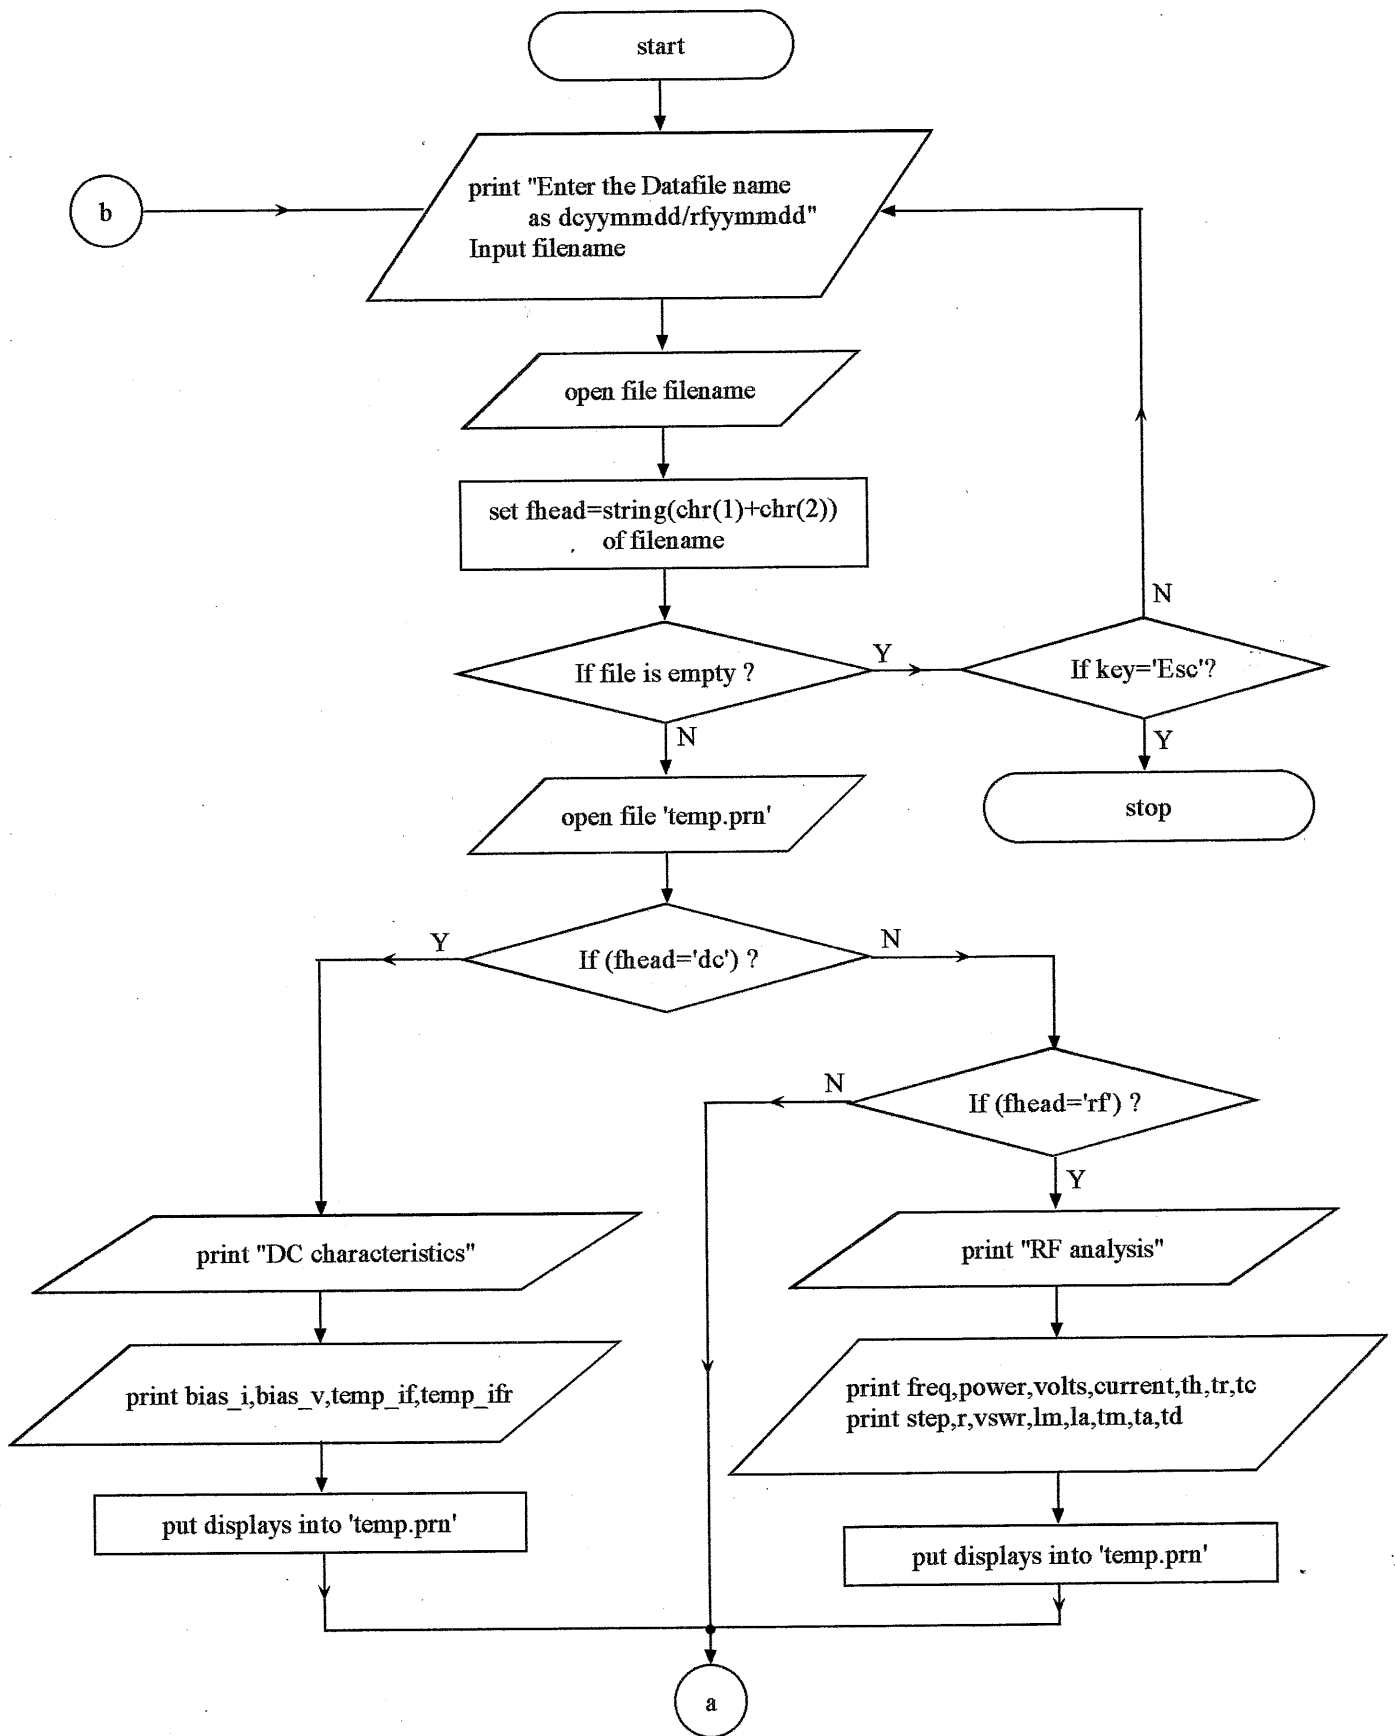 start
b
print "Enter the Datafile name
as dcyymmdd/rfyymmdd"
Input filename
open file filename
set fhead=string(chr(1)+chr(2))
of filename
N
If file is empty ?
Y
If key='Esc'?
N
Y
open file 'temp.prn'
stop
Y
If (fhead='dc') ?
N
N
If (fhead='rf') ?
Y
print "DC characteristics"
print "RF analysis"
print bias_i,bias_v,temp_if,temp_ifr
print freq,power,volts,current,th,tr,tc
print step,r,vswr,lm,la,tm,ta,td
put displays into 'temp.prn'
put displays into 'temp.prn'
a